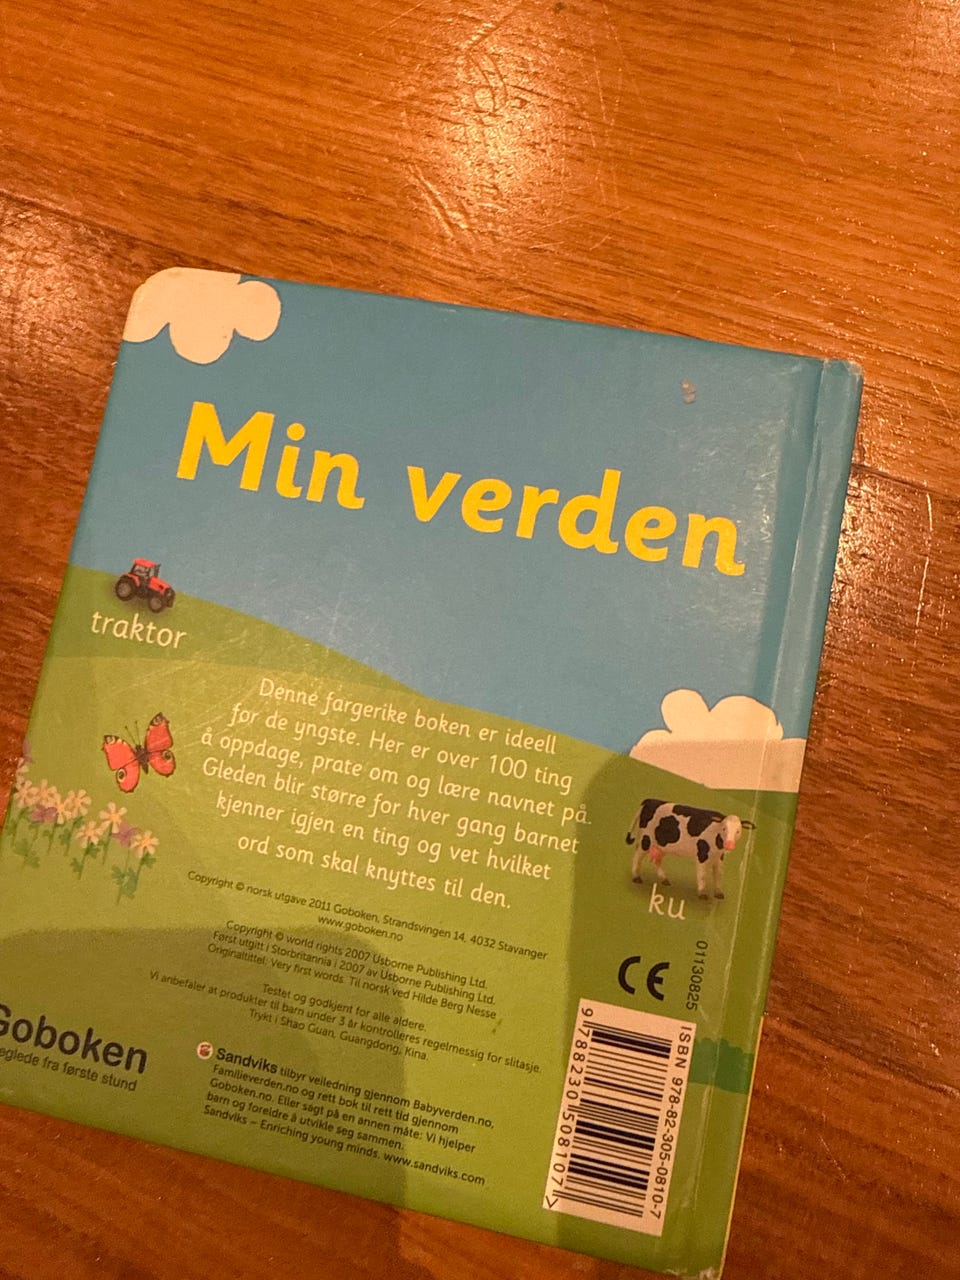 Min verden
traktor
Denne fargerike boken er ideell
for de yngste. Her er over 100 ting
å oppdage, prate om og lære navnet på.
Gleden blir større for hver gang barnet
kjenner igjen en ting og vet hvilket
ord som skal knyttes til den.
ku
Copyright © norsk utgave 2011 Goboken, Strandsvingen 14, 4032 Stavanger
www.goboken.no
Copyright © world rights 2007 Usborne Publishing Ltd.
Først utgitt i Storbritannia i 2007 av Usborne Publishing Ltd.
Originaltittel: Very first words. Til norsk ved Hilde Berg Nesse
Testet og godkjent for alle aldere.
Vi anbefaler at produkter til barn under 3 år kontrolleres regelmessig for slitasje.
Trykt i Shao Guan, Guangdong, Kina.
CE
01130825
Goboken
eglede fra første stund
Sandviks tilbyr veiledning gjennom Babyverden.no,
Familieverden.no og rett bok til rett tid gjennom
Goboken.no. Eller sagt på en annen måte: Vi hjelper
barn og foreldre å utvikle seg sammen.
Sandviks – Enriching young minds. www.sandviks.com
ISBN 978-82-305-0810-7
9788230508107